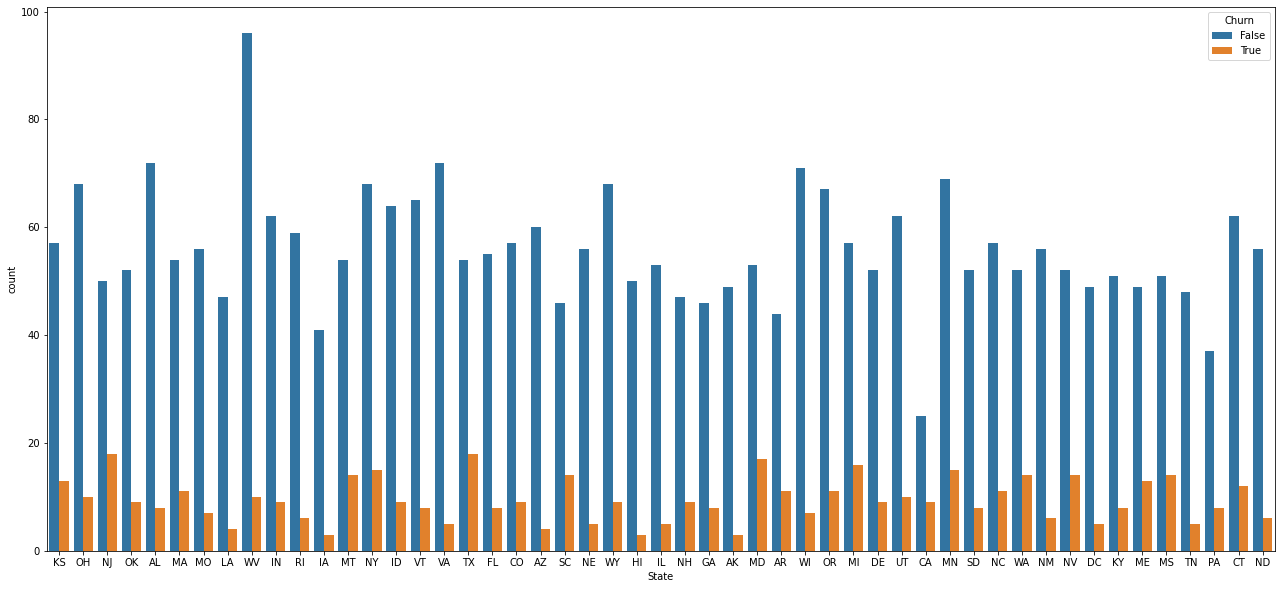 100
80
60
40
20
0
count
Churn
False
True
KS OH NJ OK AL MA MO LA WV IN RI IA MT NY ID VT VA TX FL CO AZ SC NE WY HI IL NH GA AK MD AR WI OR MI DE UT CA MN SD NC WA NM NV DC KY ME MS TN PA CT ND
State